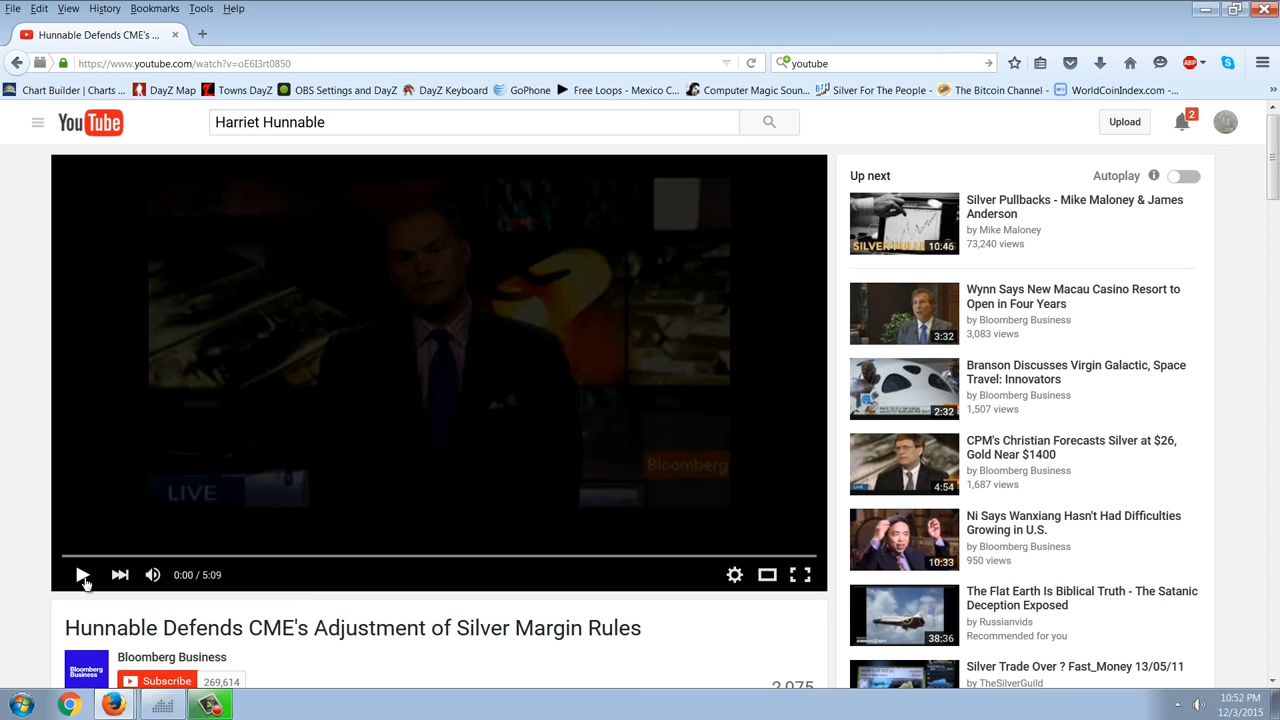 File Edit View History Bookmarks Tools Help
Hunnable Defends CME's ...
https://www.youtube.com/watch?v=oE6I3rt0850
youtube
ABP
Chart Builder | Charts ... DayZ Map Towns DayZ OBS Settings and DayZ DayZ Keyboard GoPhone Free Loops - Mexico C... Computer Magic Soun... Silver For The People - The Bitcoin Channel - WorldCoinIndex.com -...
YouTube
Harriet Hunnable
Upload
2
LIVE
Bloomberg
0:00 / 5:09
Hunnable Defends CME's Adjustment of Silver Margin Rules
Bloomberg Business
Bloomberg Business
Subscribe 269,614
2,075
Up next
Autoplay
SILVER PULLB
10:46
Silver Pullbacks - Mike Maloney & James
Anderson
by Mike Maloney
73,240 views
3:32
Wynn Says New Macau Casino Resort to
Open in Four Years
by Bloomberg Business
3,083 views
2:32
Branson Discusses Virgin Galactic, Space
Travel: Innovators
by Bloomberg Business
1,507 views
4:54
CPM's Christian Forecasts Silver at $26,
Gold Near $1400
by Bloomberg Business
1,687 views
10:33
Ni Says Wanxiang Hasn't Had Difficulties
Growing in U.S.
by Bloomberg Business
950 views
38:36
The Flat Earth Is Biblical Truth - The Satanic
Deception Exposed
by Russianvids
Recommended for you
Silver Trade Over ? Fast_Money 13/05/11
by TheSilverGuild
10:52 PM
12/3/2015